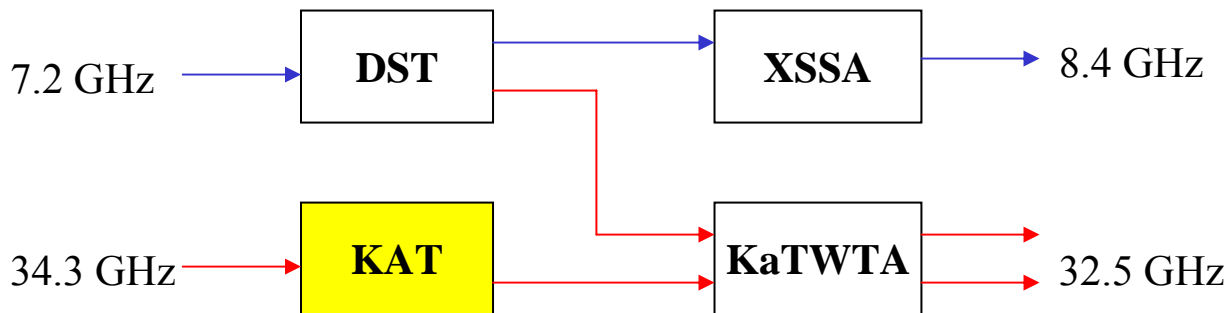 7.2 GHz
DST
XSSA
8.4 GHz
34.3 GHz
KAT
KaTWTA
32.5 GHz